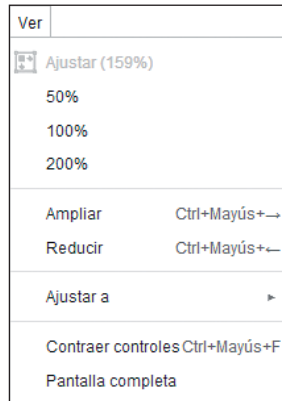 Ver
Ajustar (159%)
50%
100%
200%
Ampliar Ctrl+Mayús+→
Reducir Ctrl+Mayús+←
Ajustar a ▸
Contraer controles Ctrl+Mayús+F
Pantalla completa